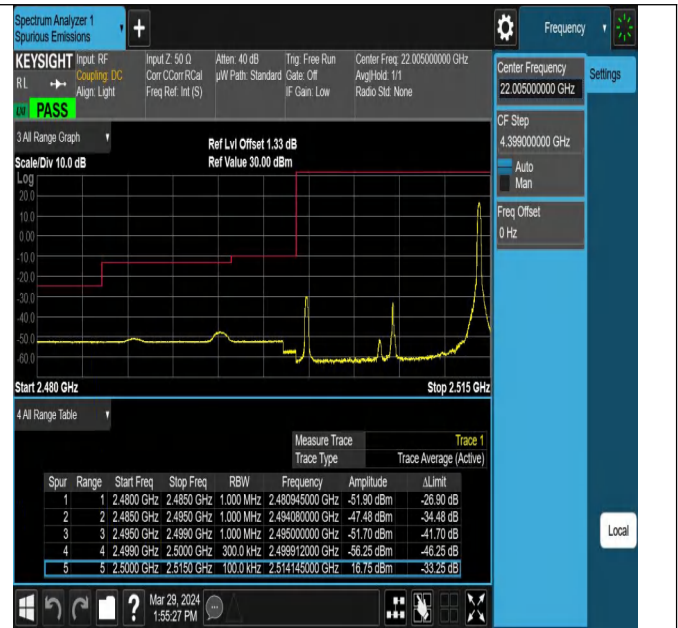 Spectrum Analyzer 1
Spurious Emissions
Frequency
KEYSIGHT Input: RF Input Z: 50 Ω Atten: 40 dB Trig: Free Run Center Freq: 22.005000000 GHz
RL Coupling: DC Corr CCorr RCal µW Path: Standard Gate: Off Avg|Hold: 1/1
Align: Light Freq Ref: Int (S) IF Gain: Low Radio Std: None
PASS
Center Frequency
22.005000000 GHz
Settings
CF Step
4.399000000 GHz
Auto
Man
Freq Offset
0 Hz
3 All Range Graph
Ref Lvl Offset 1.33 dB
Scale/Div 10.0 dB Ref Value 30.00 dBm
Log
20.0
10.0
0.00
-10.0
-20.0
-30.0
-40.0
-50.0
-60.0
Start 2.480 GHz Stop 2.515 GHz
4 All Range Table
Measure Trace Trace 1
Trace Type Trace Average (Active)
Spur Range Start Freq Stop Freq RBW Frequency Amplitude ΔLimit
1 1 2.4800 GHz 2.4850 GHz 1.000 MHz 2.480945000 GHz -51.90 dBm -26.90 dB
2 2 2.4850 GHz 2.4950 GHz 1.000 MHz 2.494080000 GHz -47.48 dBm -34.48 dB
3 3 2.4950 GHz 2.4990 GHz 1.000 MHz 2.495000000 GHz -51.70 dBm -41.70 dB
4 4 2.4990 GHz 2.5000 GHz 300.0 kHz 2.499912000 GHz -56.25 dBm -46.25 dB
5 5 2.5000 GHz 2.5150 GHz 100.0 kHz 2.514145000 GHz 16.75 dBm -33.25 dB
Local
Mar 29, 2024
1:55:27 PM